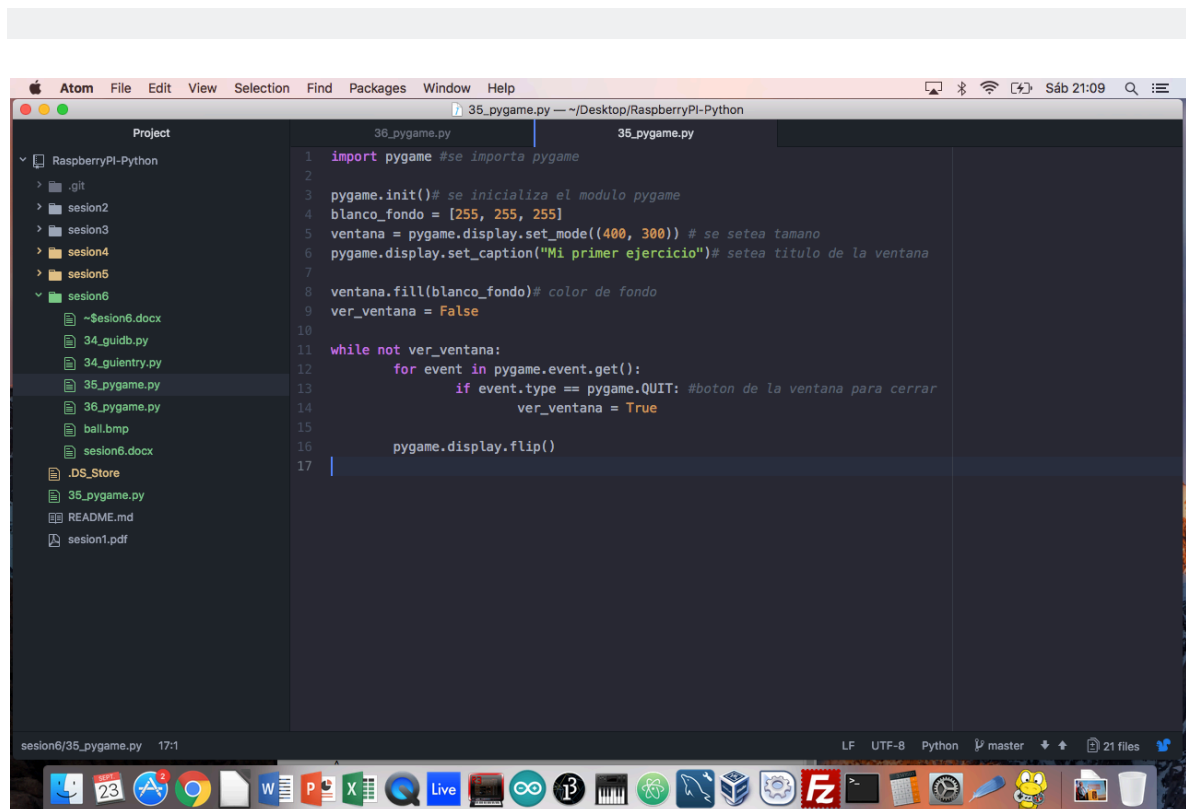 Atom File Edit View Selection Find Packages Window Help Sáb 21:09
35_pygame.py — ~/Desktop/RaspberryPI-Python
Project
36_pygame.py 35_pygame.py
RaspberryPI-Python
.git
sesion2
sesion3
sesion4
sesion5
sesion6
~$esion6.docx
34_guidb.py
34_guientry.py
35_pygame.py
36_pygame.py
ball.bmp
sesion6.docx
.DS_Store
35_pygame.py
README.md
sesion1.pdf
1 import pygame #se importa pygame
2
3 pygame.init()# se inicializa el modulo pygame
4 blanco_fondo = [255, 255, 255]
5 ventana = pygame.display.set_mode((400, 300)) # se setea tamano
6 pygame.display.set_caption("Mi primer ejercicio")# setea titulo de la ventana
7
8 ventana.fill(blanco_fondo)# color de fondo
9 ver_ventana = False
10
11 while not ver_ventana:
12 for event in pygame.event.get():
13 if event.type == pygame.QUIT: #boton de la ventana para cerrar
14 ver_ventana = True
15
16 pygame.display.flip()
17
sesion6/35_pygame.py 17:1 LF UTF-8 Python master 21 files
SEPT. 23 2 W P X Live β Fz